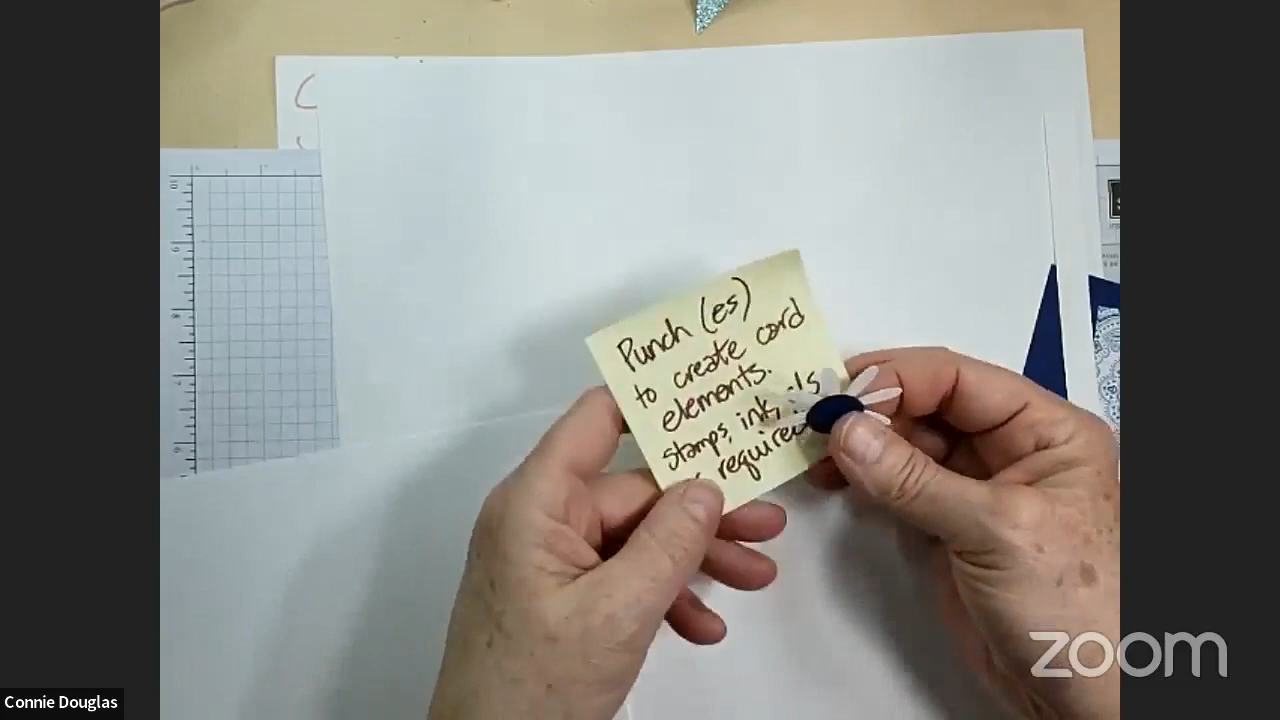 Punch (es)
to create card
elements.
stamps, ink,
required
zoom
Connie Douglas